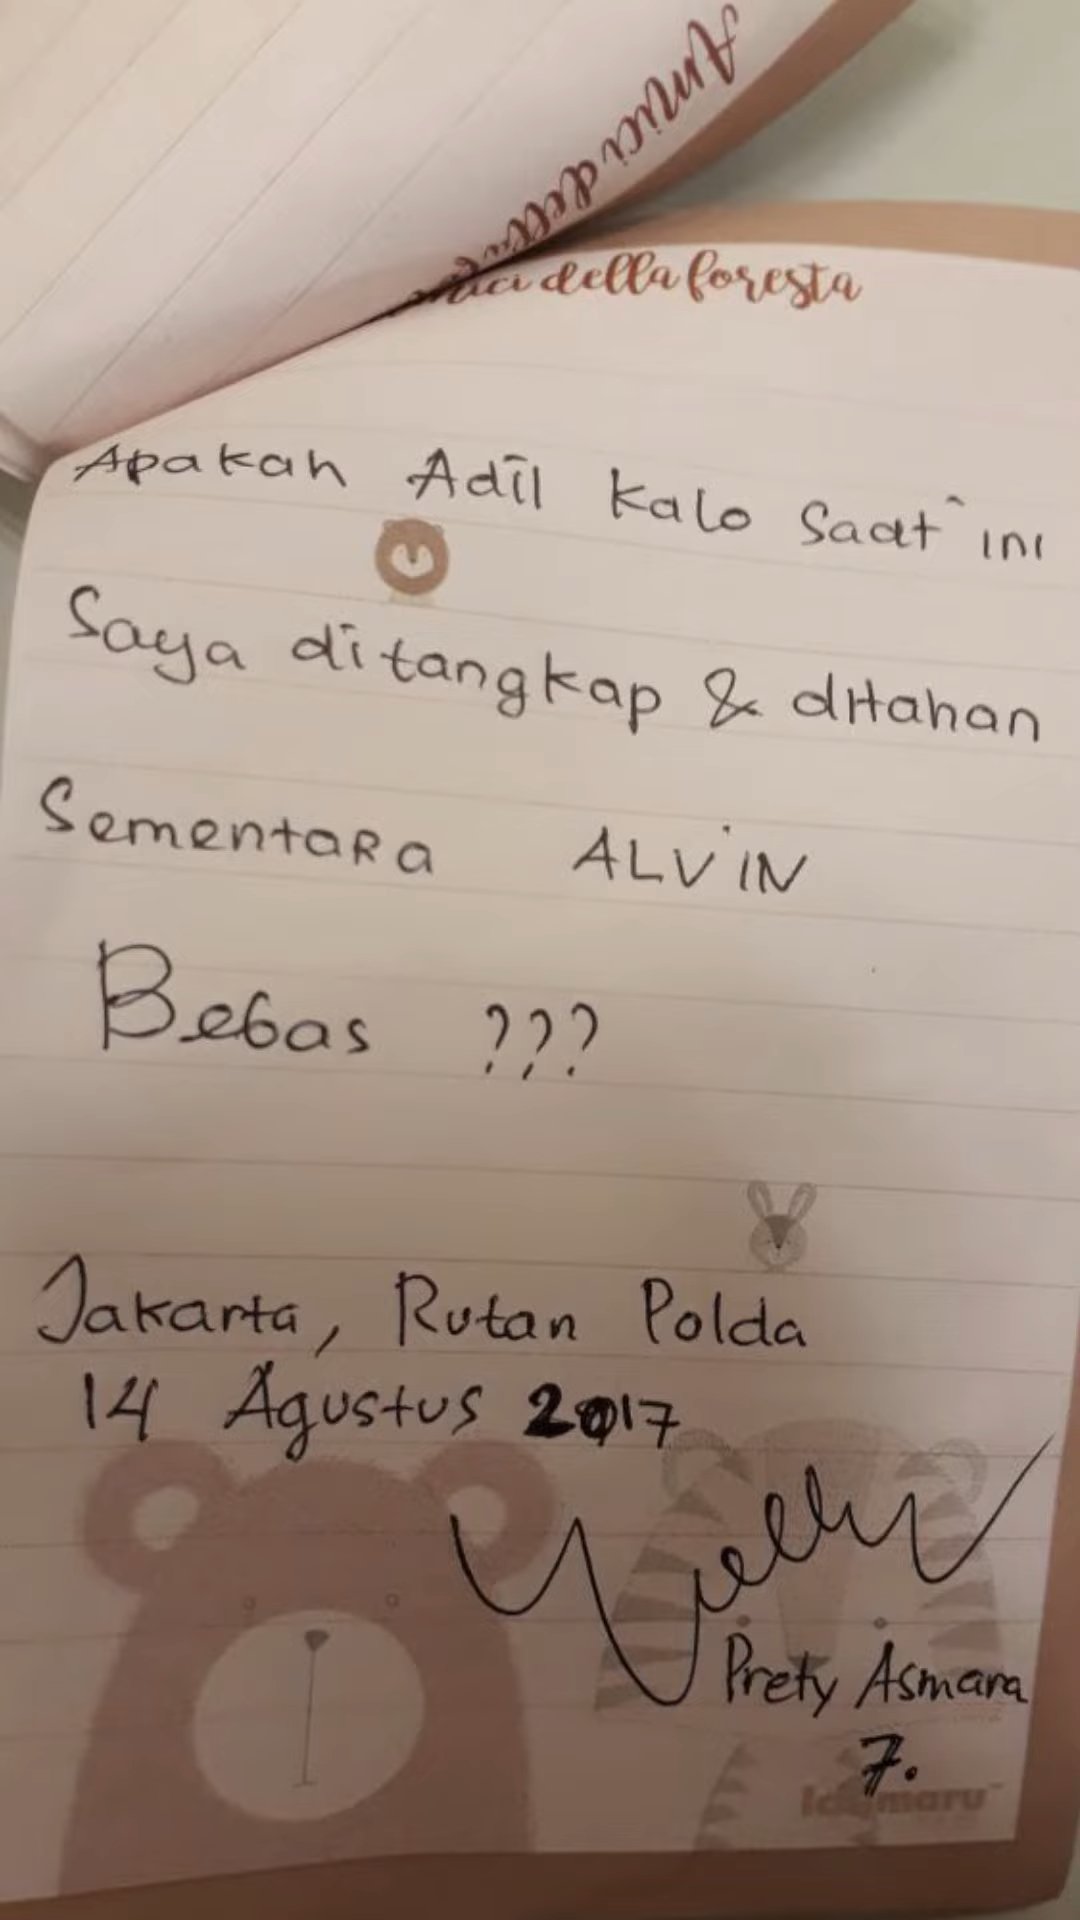 Amici della
ici della foresta
Apakah Adil kalo saat ini
Saya ditangkap & ditahan
Sementara ALVIN
Bebas ???
Jakarta, Rutan Polda
14 Agustus 2017
Prety Asmara
7.